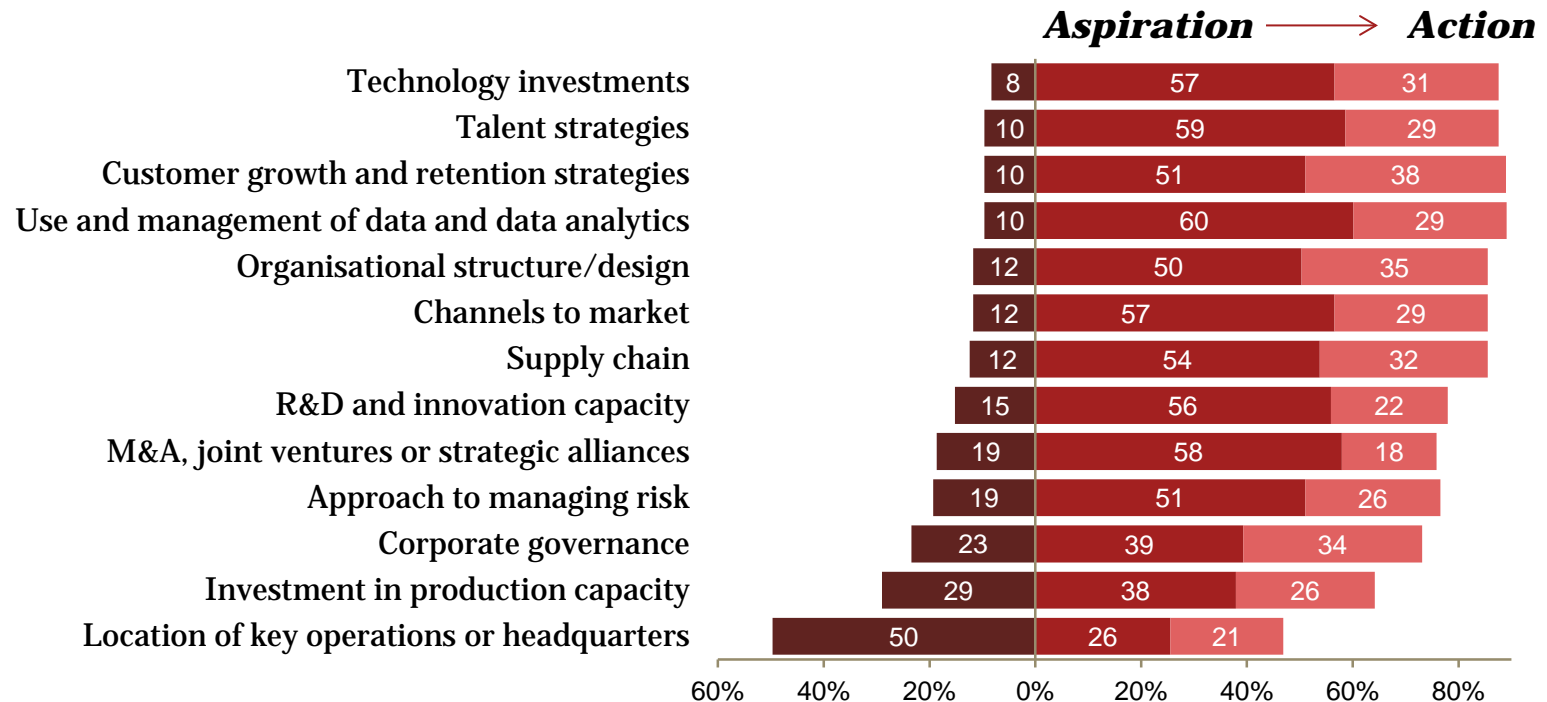 Aspiration Action
Technology investments 8 57 31
Talent strategies 10 59 29
Customer growth and retention strategies 10 51 38
Use and management of data and data analytics 10 60 29
Organisational structure/design 12 50 35
Channels to market 12 57 29
Supply chain 12 54 32
R&D and innovation capacity 15 56 22
M&A, joint ventures or strategic alliances 19 58 18
Approach to managing risk 19 51 26
Corporate governance 23 39 34
Investment in production capacity 29 38 26
Location of key operations or headquarters 50 26 21
60% 40% 20% 0% 20% 40% 60% 80%